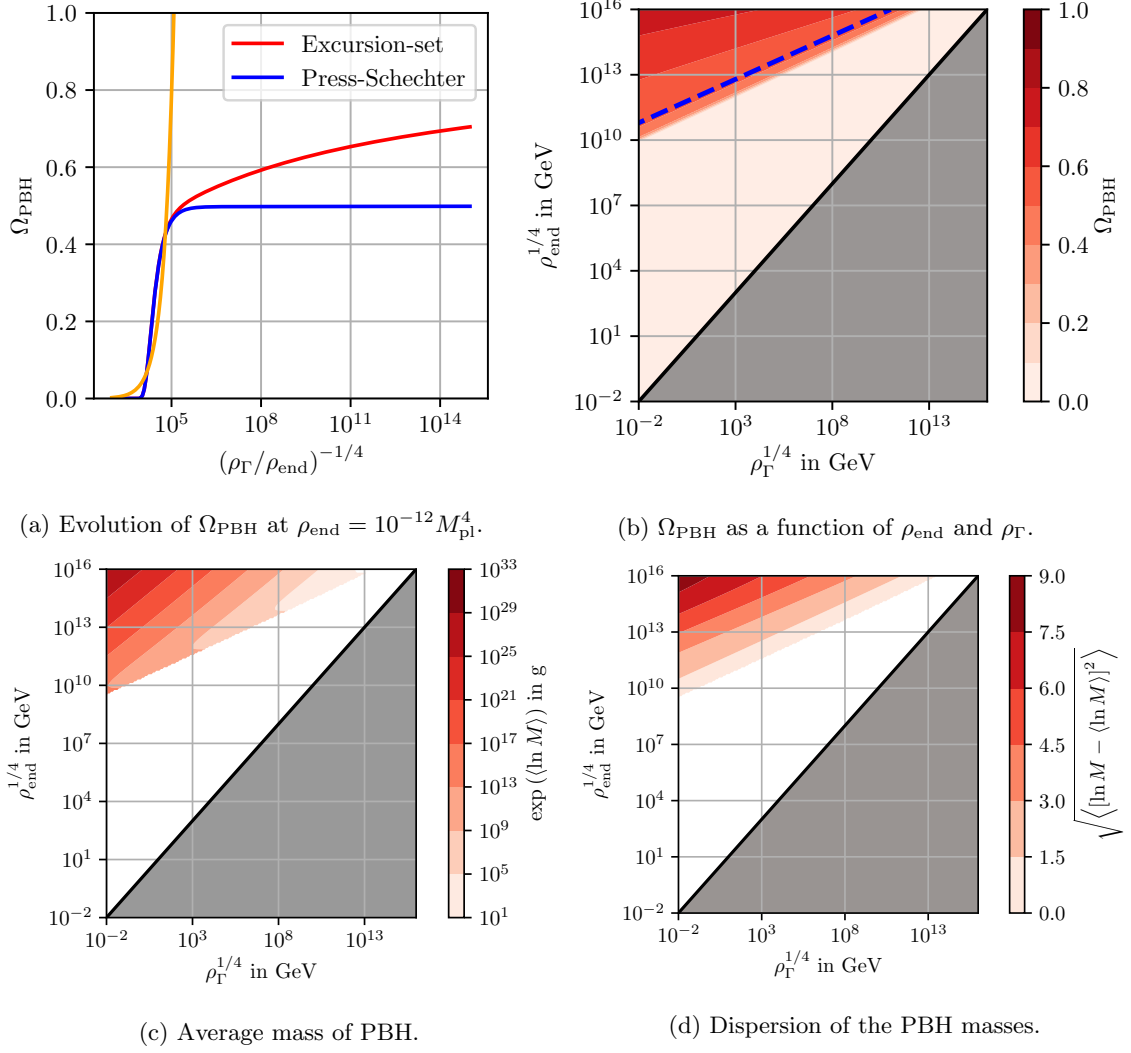 Excursion-set
Press-Schechter
1.0
0.8
0.6
0.4
0.2
0.0
Ω_PBH
10^5 10^8 10^11 10^14
(ρ_Γ/ρ_end)^{-1/4}
(a) Evolution of Ω_PBH at ρ_end = 10^{-12} M_pl^4.
10^16
10^13
10^10
10^7
10^4
10^1
10^{-2}
ρ_end^{1/4} in GeV
10^{-2} 10^3 10^8 10^13
ρ_Γ^{1/4} in GeV
1.0
0.8
0.6
0.4
0.2
0.0
Ω_PBH
(b) Ω_PBH as a function of ρ_end and ρ_Γ.
10^16
10^13
10^10
10^7
10^4
10^1
10^{-2}
ρ_end^{1/4} in GeV
10^{-2} 10^3 10^8 10^13
ρ_Γ^{1/4} in GeV
10^33
10^29
10^25
10^21
10^17
10^13
10^9
10^5
10^1
exp (⟨ln M⟩) in g
(c) Average mass of PBH.
10^16
10^13
10^10
10^7
10^4
10^1
10^{-2}
ρ_end^{1/4} in GeV
10^{-2} 10^3 10^8 10^13
ρ_Γ^{1/4} in GeV
9.0
7.5
6.0
4.5
3.0
1.5
0.0
√⟨[ln M − ⟨ln M⟩]^2⟩
(d) Dispersion of the PBH masses.